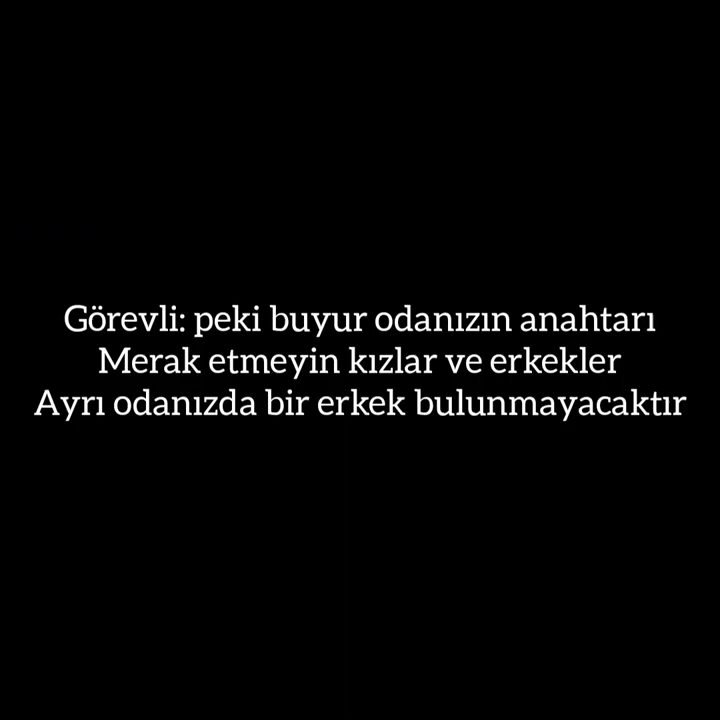 Görevli: peki buyur odanızın anahtarı
Merak etmeyin kızlar ve erkekler
Ayrı odanızda bir erkek bulunmayacaktır